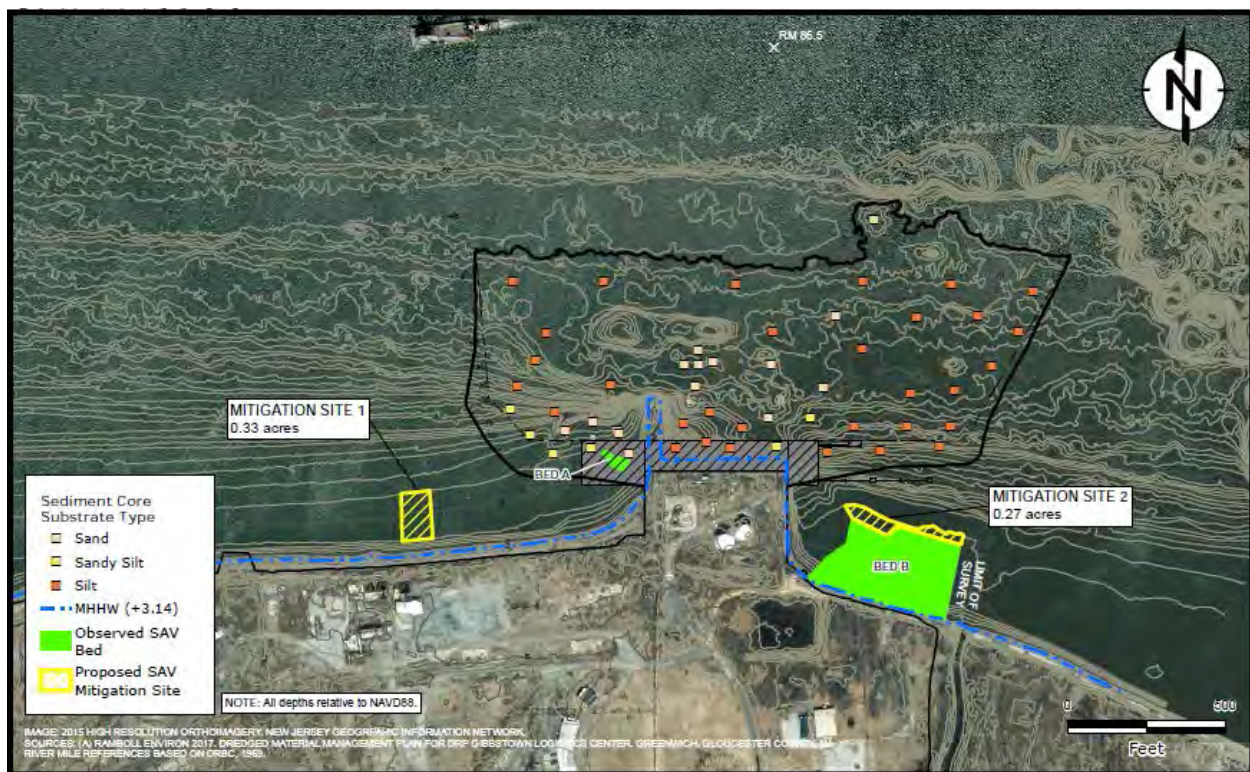 RM 86.5
N
MITIGATION SITE 1
0.33 acres
BED A
MITIGATION SITE 2
0.27 acres
BED B
LIMIT OF
SURVEY
Sediment Core
Substrate Type
Sand
Sandy Silt
Silt
MHHW (+3.14)
Observed SAV
Bed
Proposed SAV
Mitigation Site
NOTE: All depths relative to NAVD88.
0
500
Feet
IMAGE: 2015 HIGH RESOLUTION ORTHOIMAGERY, NEW JERSEY GEOGRPAHIC INFORMATION NETWORK.
SOURCES: (A) RAMBOLL ENVIRON 2017. DREDGED MATERIAL MANAGEMENT PLAN FOR DRP GIBBSTOWN LOGISTICS CENTER, GREENWICH, GLOUCESTER COUNTY,
RIVER MILE REFERENCES BASED ON DRBC, 1969.